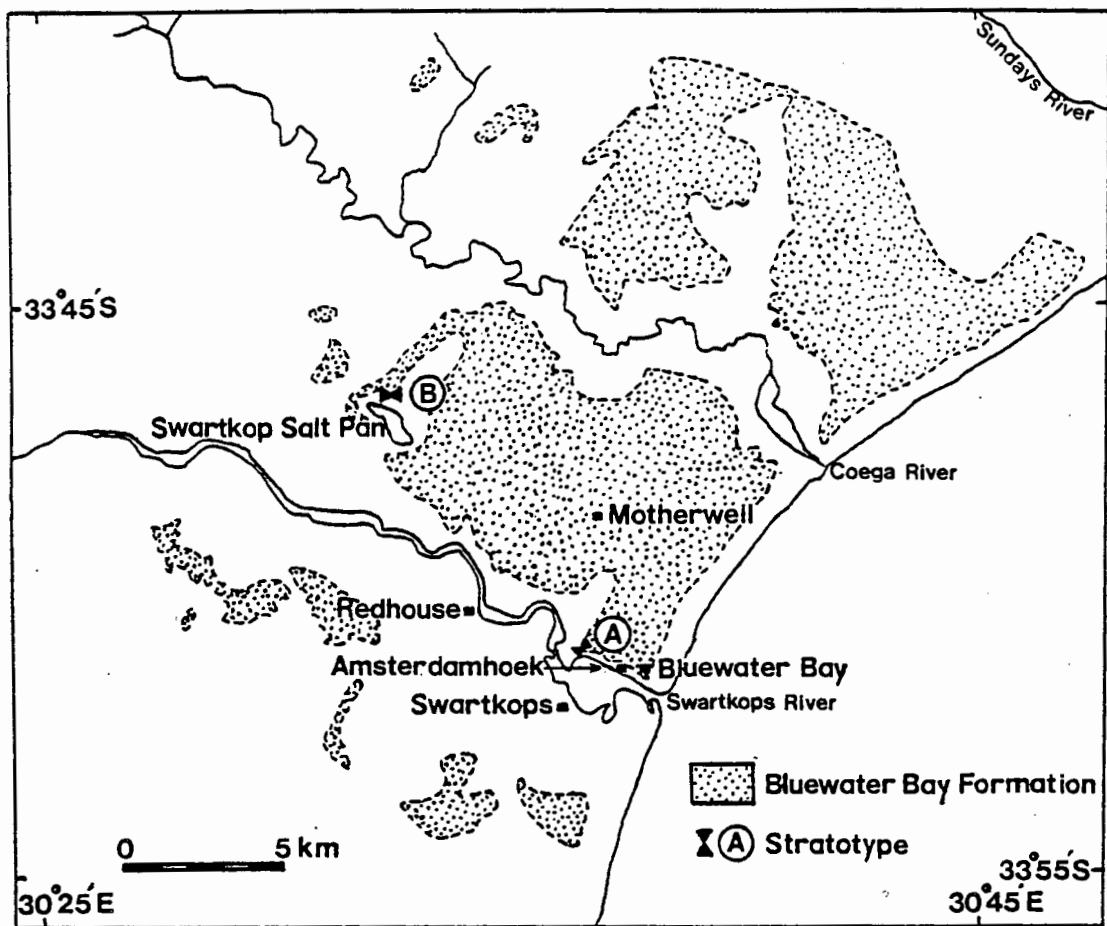 Sundays River
33°45'S
B
Swartkop Salt Pan
Coega River
Motherwell
Redhouse
A
Amsterdamhoek
Bluewater Bay
Swartkops
Swartkops River
Bluewater Bay Formation
A Stratotype
0 5 km
33°55'S
30°25'E
30°45'E